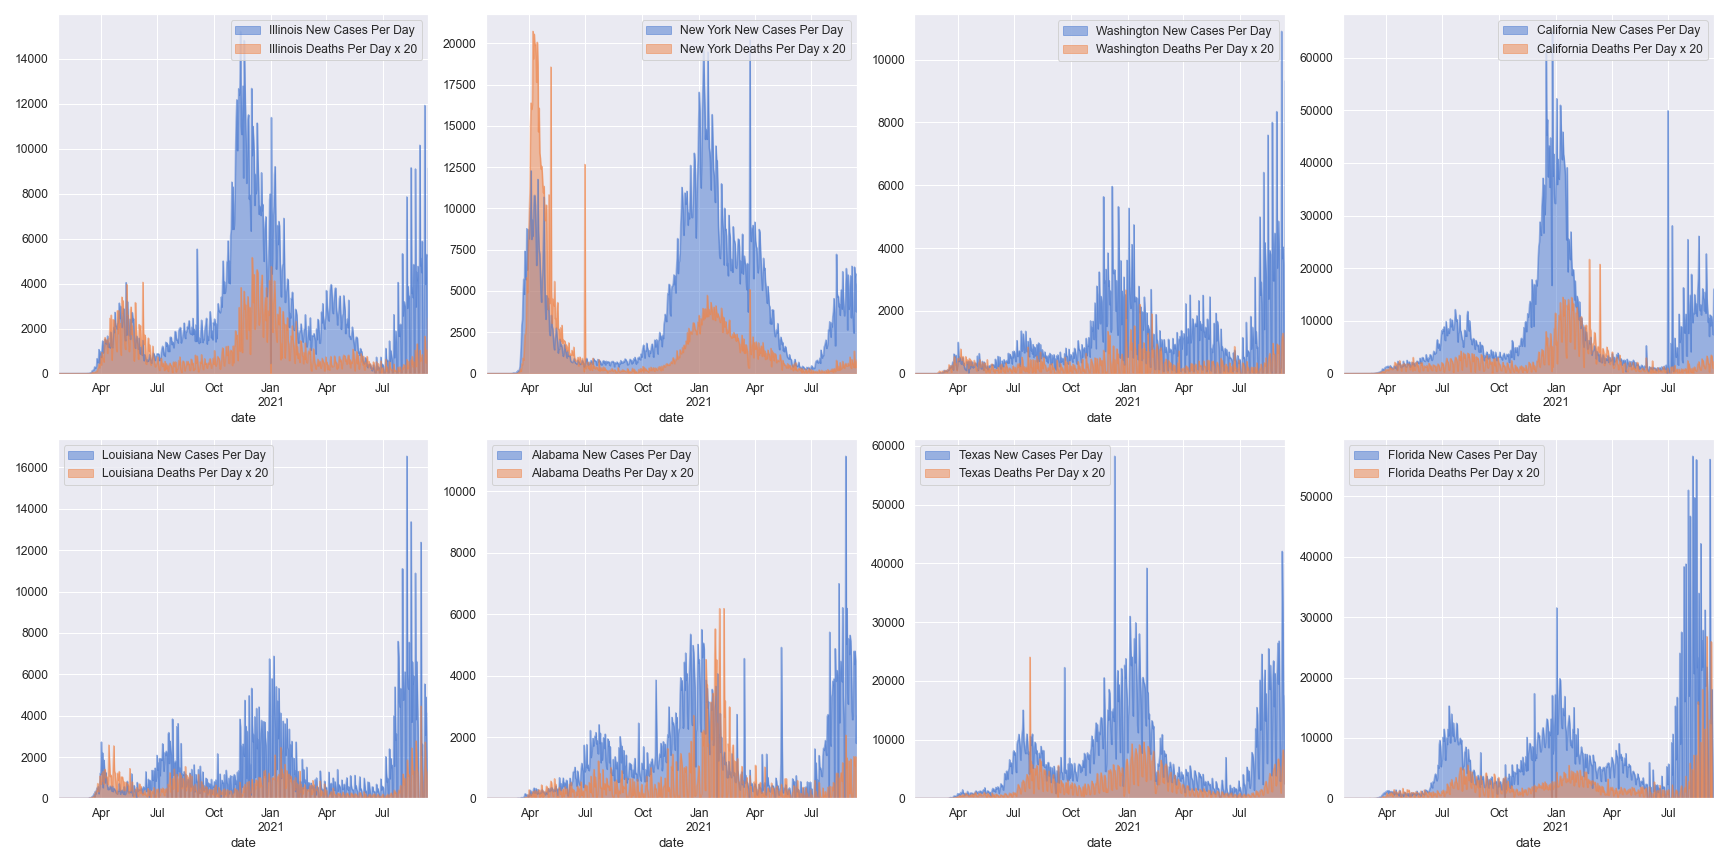 Illinois New Cases Per Day
Illinois Deaths Per Day x 20
14000
12000
10000
8000
6000
4000
2000
0
Apr Jul Oct Jan Apr Jul
2021
date
New York New Cases Per Day
New York Deaths Per Day x 20
20000
17500
15000
12500
10000
7500
5000
2500
0
Apr Jul Oct Jan Apr Jul
2021
date
Washington New Cases Per Day
Washington Deaths Per Day x 20
10000
8000
6000
4000
2000
0
Apr Jul Oct Jan Apr Jul
2021
date
California New Cases Per Day
California Deaths Per Day x 20
60000
50000
40000
30000
20000
10000
0
Apr Jul Oct Jan Apr Jul
2021
date
Louisiana New Cases Per Day
Louisiana Deaths Per Day x 20
16000
14000
12000
10000
8000
6000
4000
2000
0
Apr Jul Oct Jan Apr Jul
2021
date
Alabama New Cases Per Day
Alabama Deaths Per Day x 20
10000
8000
6000
4000
2000
0
Apr Jul Oct Jan Apr Jul
2021
date
Texas New Cases Per Day
Texas Deaths Per Day x 20
60000
50000
40000
30000
20000
10000
0
Apr Jul Oct Jan Apr Jul
2021
date
Florida New Cases Per Day
Florida Deaths Per Day x 20
50000
40000
30000
20000
10000
0
Apr Jul Oct Jan Apr Jul
2021
date